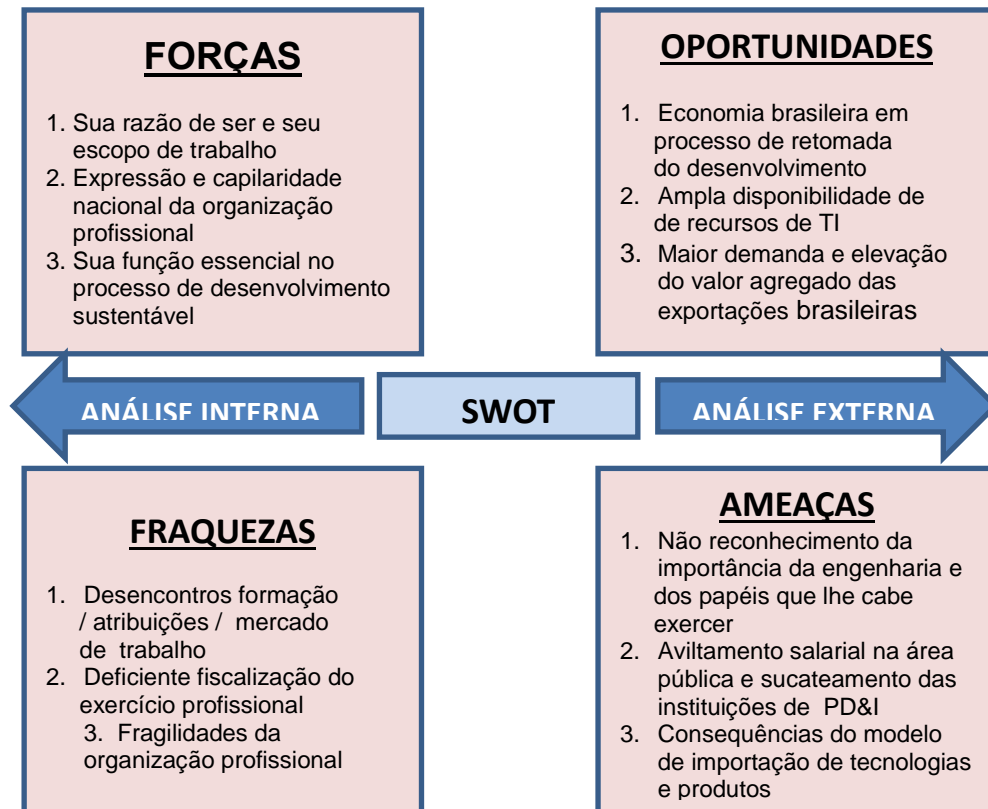 FORÇAS
1. Sua razão de ser e seu
escopo de trabalho
2. Expressão e capilaridade
nacional da organização
profissional
3. Sua função essencial no
processo de desenvolvimento
sustentável
OPORTUNIDADES
1. Economia brasileira em
processo de retomada
do desenvolvimento
2. Ampla disponibilidade de
de recursos de TI
3. Maior demanda e elevação
do valor agregado das
exportações brasileiras
ANÁLISE INTERNA
SWOT
ANÁLISE EXTERNA
FRAQUEZAS
1. Desencontros formação
/ atribuições / mercado
de trabalho
2. Deficiente fiscalização do
exercício profissional
3. Fragilidades da
organização profissional
AMEAÇAS
1. Não reconhecimento da
importância da engenharia e
dos papéis que lhe cabe
exercer
2. Aviltamento salarial na área
pública e sucateamento das
instituições de PD&I
3. Consequências do modelo
de importação de tecnologias
e produtos